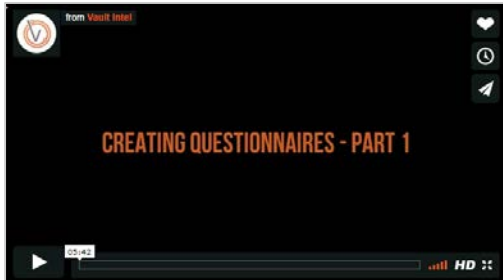 from Vault Intel
CREATING QUESTIONNAIRES - PART 1
05:42
HD